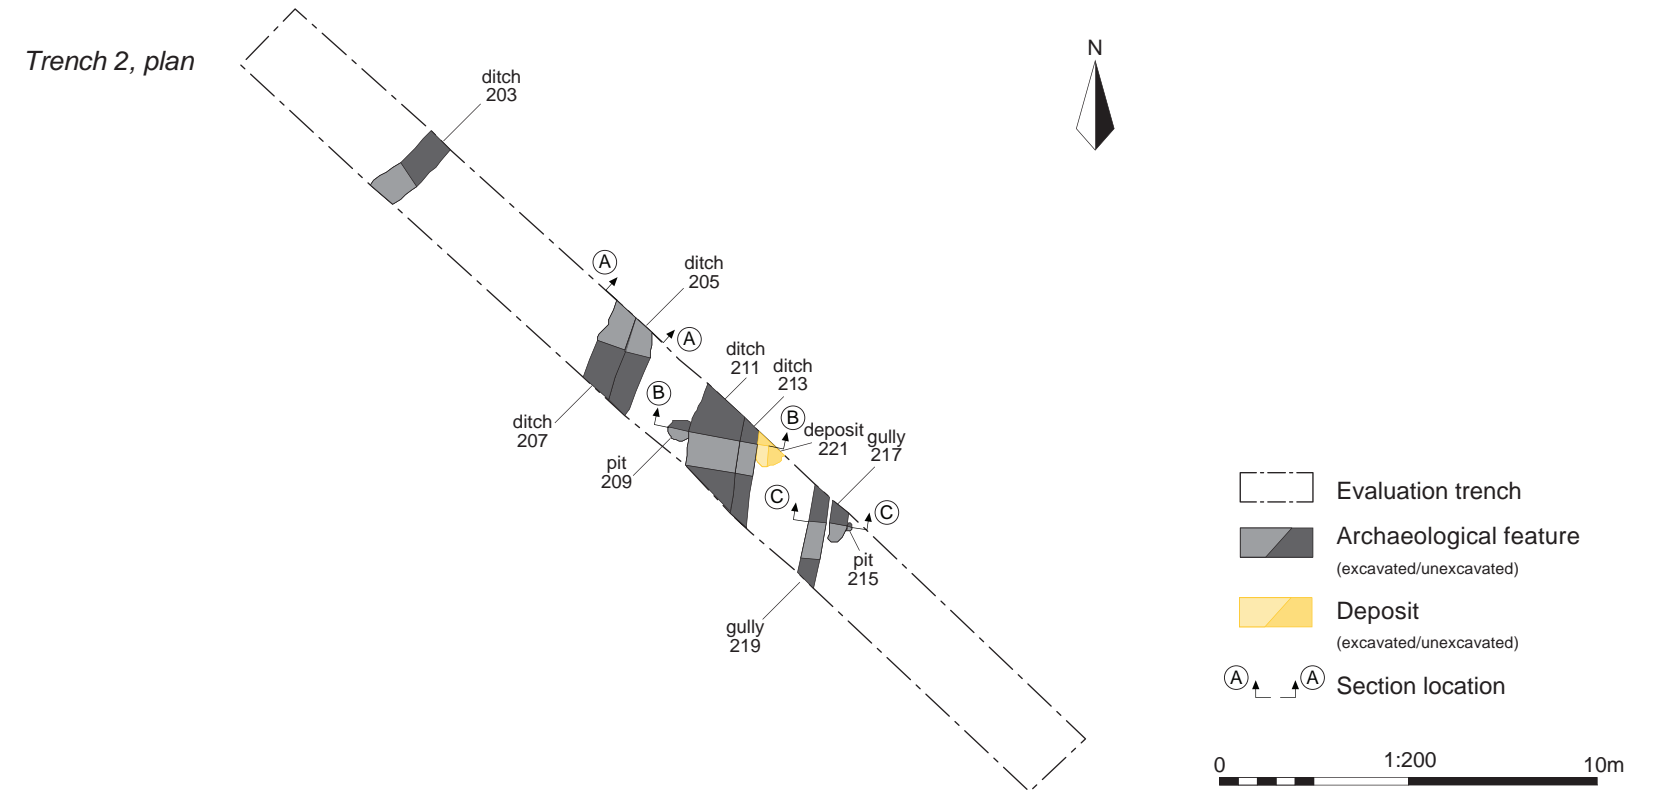 Trench 2, plan
N
ditch
203
A
ditch
205
A
ditch
211
ditch
213
B
B
ditch
207
deposit
221
gully
217
pit
209
C
C
pit
215
gully
219
Evaluation trench
Archaeological feature
(excavated/unexcavated)
Deposit
(excavated/unexcavated)
A A Section location
0 1:200 10m